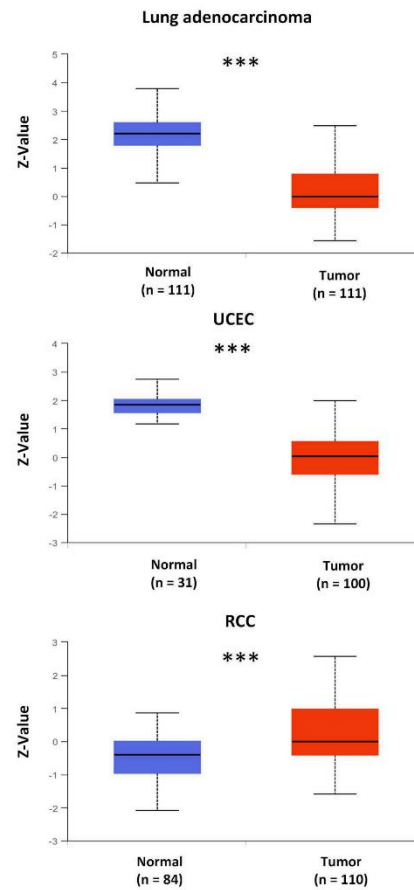 Lung adenocarcinoma
***
Z-Value
5
4
3
2
1
0
-1
-2
Normal
(n = 111)
Tumor
(n = 111)
UCEC
***
Z-Value
4
3
2
1
0
-1
-2
-3
Normal
(n = 31)
Tumor
(n = 100)
RCC
***
Z-Value
3
2
1
0
-1
-2
-3
Normal
(n = 84)
Tumor
(n = 110)